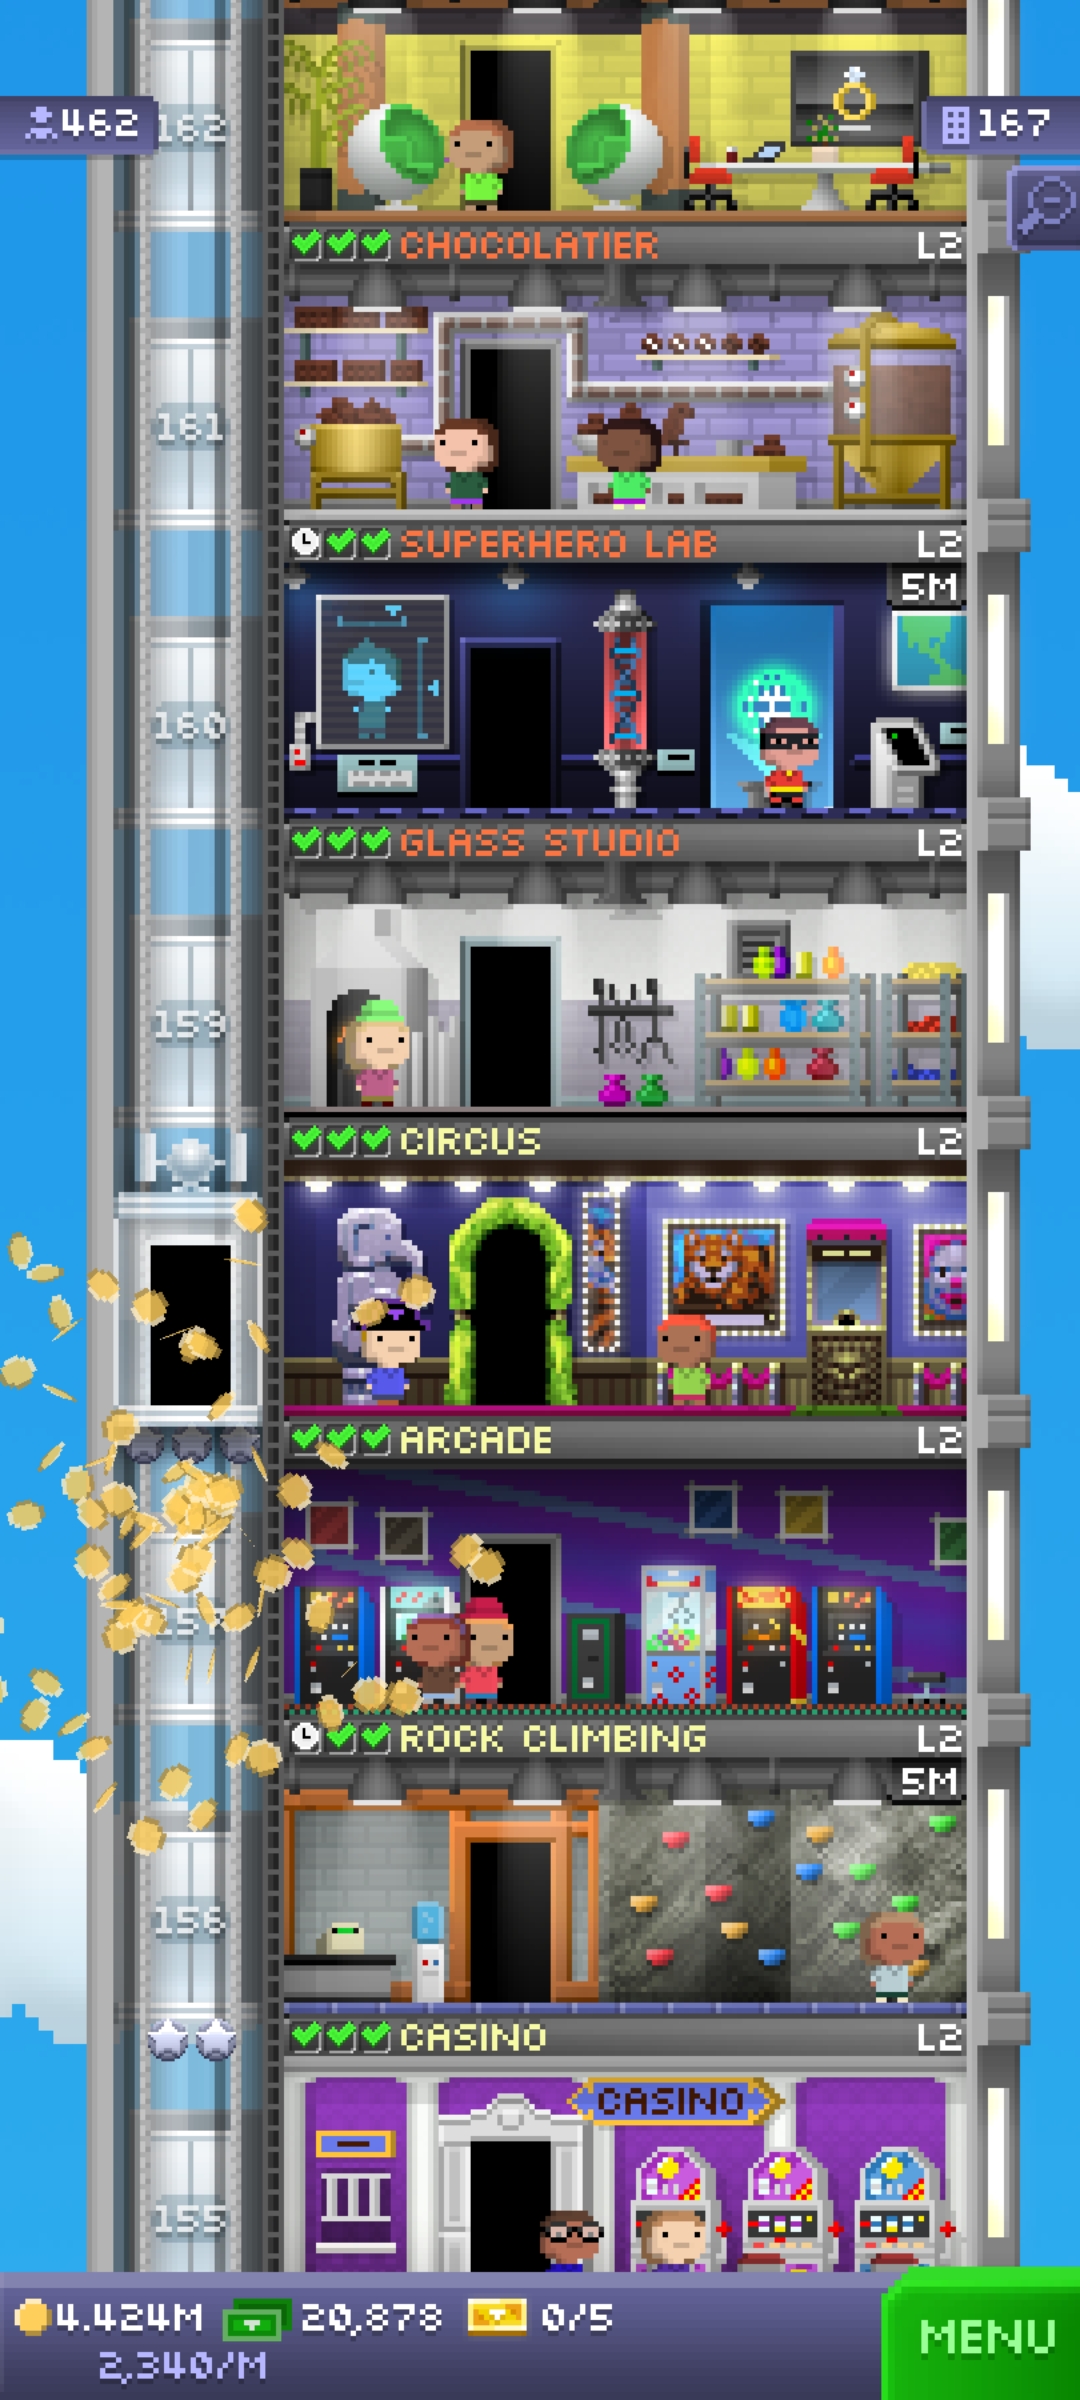 462
162
167
CHOCOLATIER L2
161
SUPERHERO LAB L2
5M
160
GLASS STUDIO L2
159
CIRCUS L2
ARCADE L2
157
ROCK CLIMBING L2
5M
156
CASINO L2
CASINO
155
4.424M 20,878 0/5
2,340/M
MENU